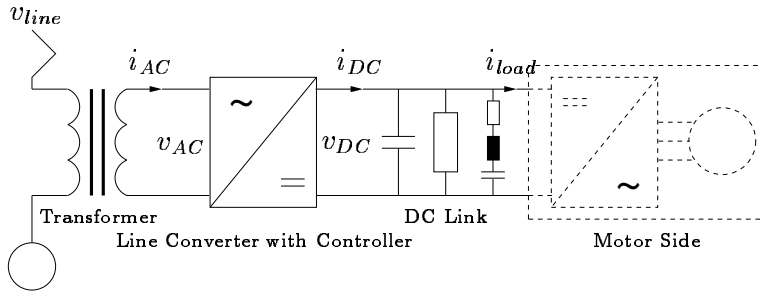 v_line
i_AC
i_DC
i_load
~
v_AC
v_DC
~
Transformer
DC Link
Line Converter with Controller
Motor Side